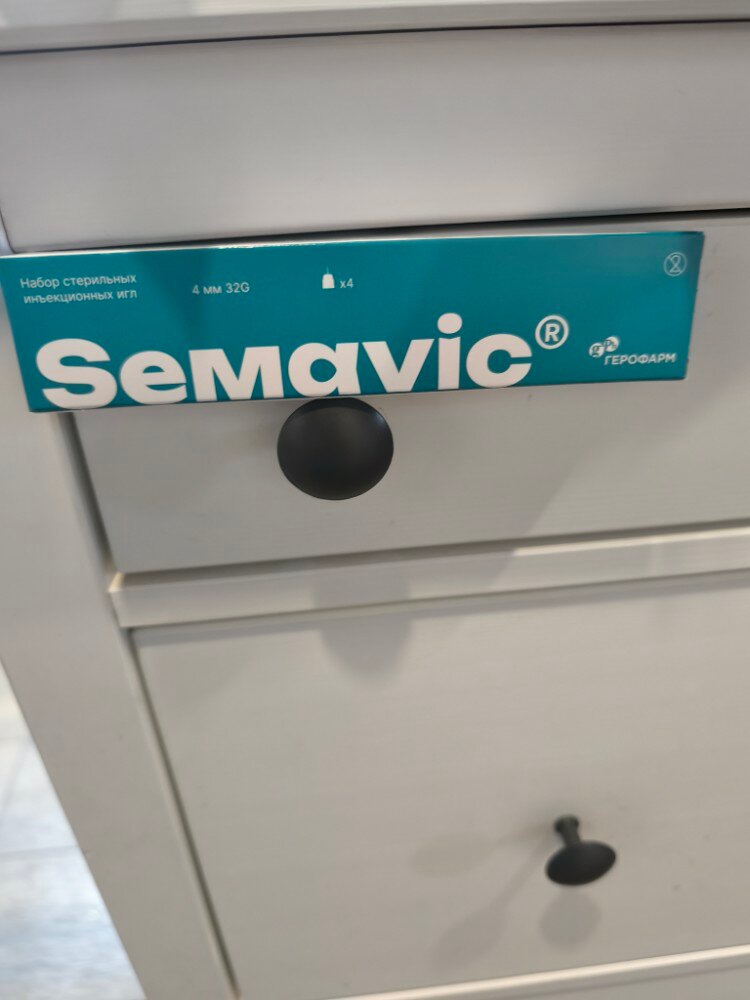 Набор стерильных
инъекционных игл
4 мм 32G
x4
Semavic®
ГЕРОФАРМ